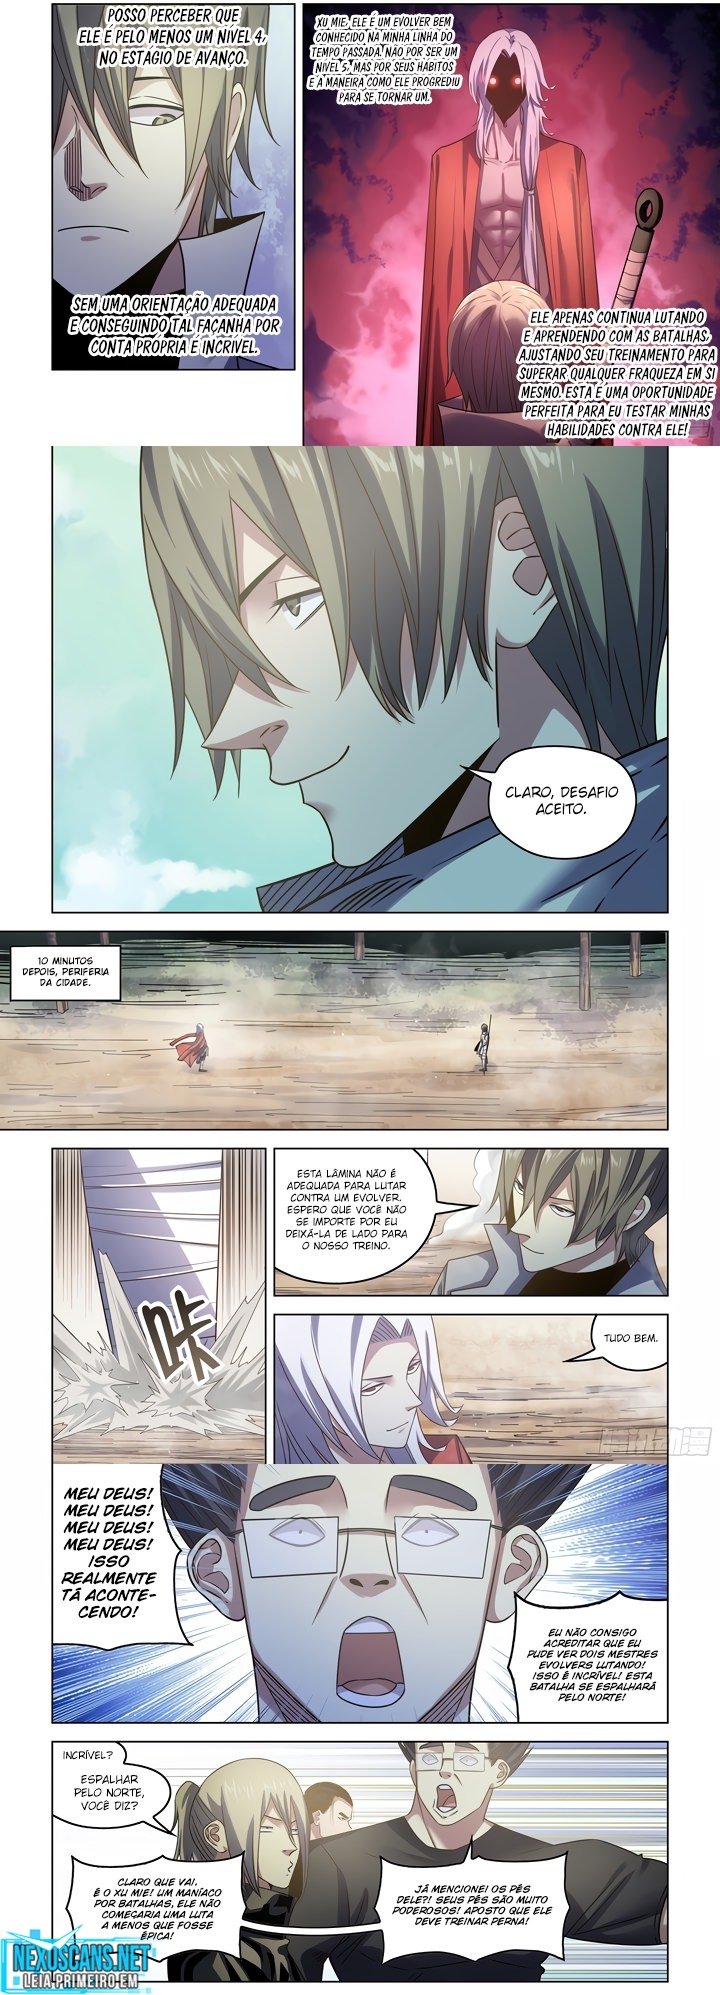 POSSO PERCEBER QUE
ELE É PELO MENOS UM NÍVEL 4,
NO ESTÁGIO DE AVANÇO.
SEM UMA ORIENTAÇÃO ADEQUADA
E CONSEGUINDO TAL FAÇANHA POR
CONTA PRÓPRIA É INCRÍVEL.
XU MIE. ELE É UM EVOLVER BEM
CONHECIDO NA MINHA LINHA DO
TEMPO PASSADA. NÃO POR SER UM
NÍVEL 5, MAS POR SEUS HÁBITOS
E A MANEIRA COMO ELE PROGREDIU
PARA SE TORNAR UM.
ELE APENAS CONTINUA LUTANDO
E APRENDENDO COM AS BATALHAS,
AJUSTANDO SEU TREINAMENTO PARA
SUPERAR QUALQUER FRAQUEZA EM SI
MESMO. ESTA É UMA OPORTUNIDADE
PERFEITA PARA EU TESTAR MINHAS
HABILIDADES CONTRA ELE!
CLARO, DESAFIO
ACEITO.
10 MINUTOS
DEPOIS, PERIFERIA
DA CIDADE.
ESTA LÂMINA NÃO É
ADEQUADA PARA LUTAR
CONTRA UM EVOLVER.
ESPERO QUE VOCÊ NÃO
SE IMPORTE POR EU
DEIXÁ-LA DE LADO PARA
O NOSSO TREINO.
咔
TUDO BEM.
MEU DEUS!
MEU DEUS!
MEU DEUS!
MEU DEUS!
ISSO
REALMENTE
TÁ ACONTE-
CENDO!
EU NÃO CONSIGO
ACREDITAR QUE EU
PUDE VER DOIS MESTRES
EVOLVERS LUTANDO!
ISSO É INCRÍVEL! ESTA
BATALHA SE ESPALHARÁ
PELO NORTE!
INCRÍVEL?
ESPALHAR
PELO NORTE,
VOCÊ DIZ?
CLARO QUE VAI.
É O XU MIE! UM MANÍACO
POR BATALHAS, ELE NÃO
COMEÇARIA UMA LUTA
A MENOS QUE FOSSE
ÉPICA!
JÁ MENCIONEI OS PÉS
DELE?! SEUS PÉS SÃO MUITO
PODEROSOS! APOSTO QUE ELE
DEVE TREINAR PERNA!
NEXUSCANS.NET
LEIA PRIMEIRO EM